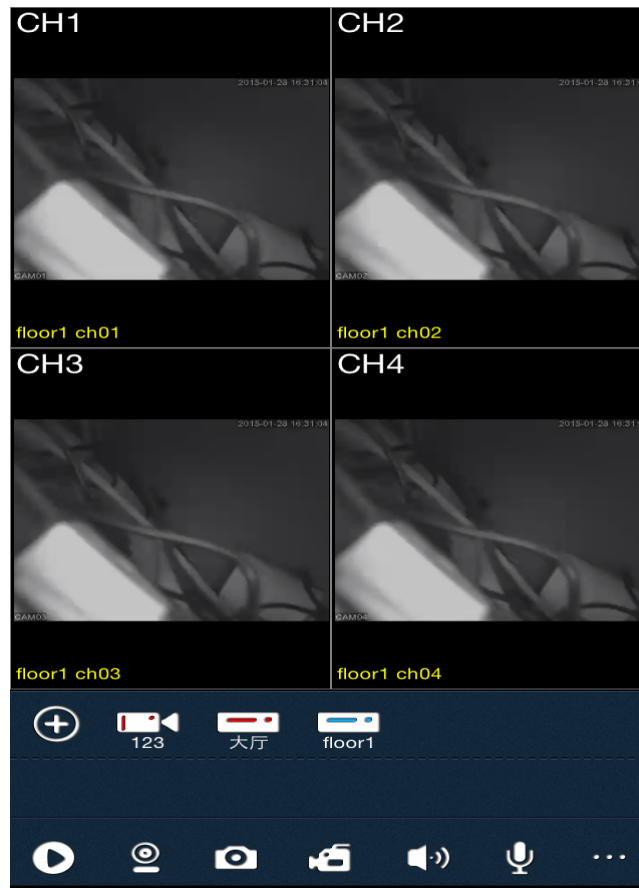 CH1
CH2
2015-01-28 16:31:04
2015-01-28 16:31:
CAM01
CAM02
floor1 ch01
floor1 ch02
CH3
CH4
2015-01-28 16:31:04
2015-01-28 16:31:
CAM03
CAM04
floor1 ch03
floor1 ch04
123
大厅
floor1